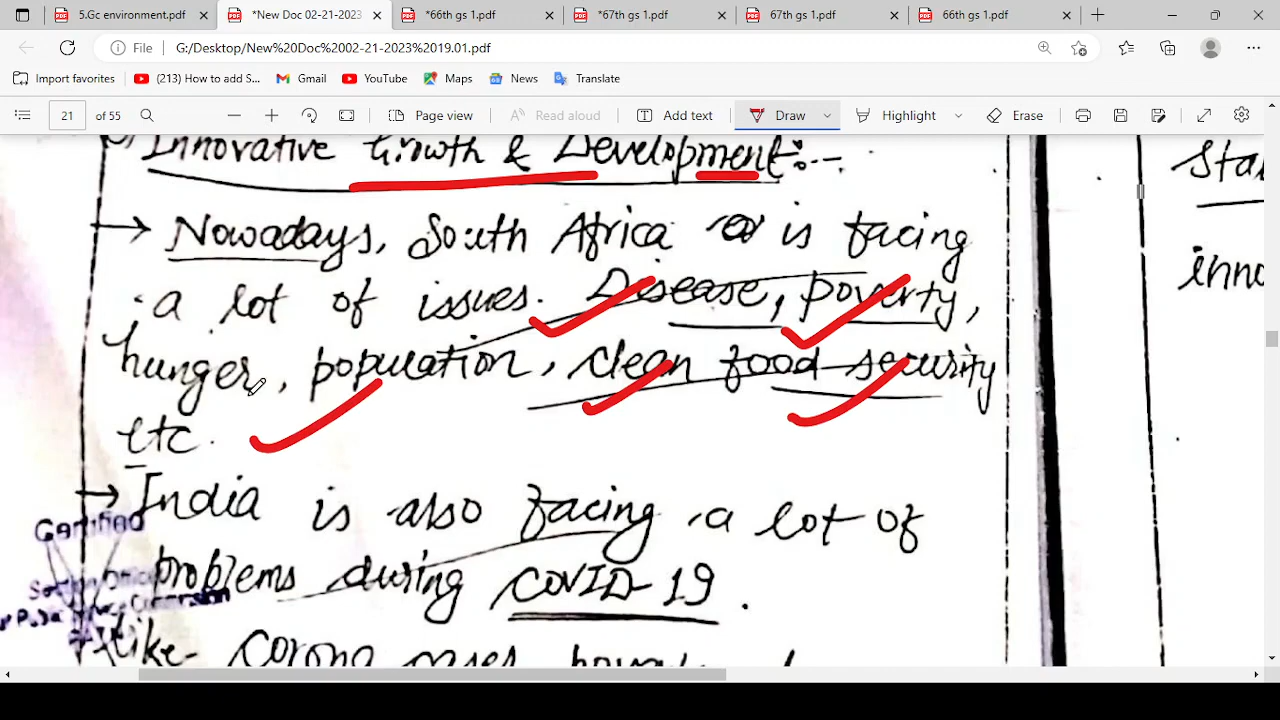 5.Gc environment.pdf
*New Doc 02-21-2023
*66th gs 1.pdf
*67th gs 1.pdf
67th gs 1.pdf
66th gs 1.pdf
File
G:/Desktop/New%20Doc%2002-21-2023%2019.01.pdf
Import favorites
(213) How to add S...
Gmail
YouTube
Maps
News
Translate
21 of 55
Page view
Read aloud
Add text
Draw
Highlight
Erase
Innovative Growth & Development:-
→ Nowadays, South Africa is facing
a lot of issues. Disease, poverty,
hunger, population, clean food security
etc.
→ India is also facing a lot of
problems during COVID-19.
like- Corona
Certified
Sta
inno